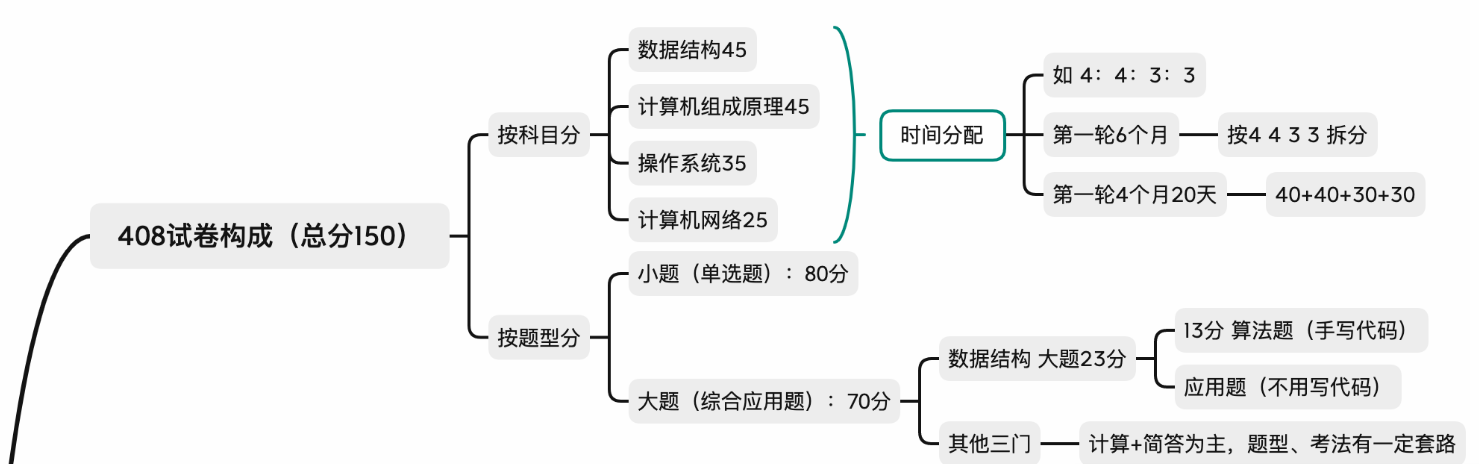 408试卷构成（总分150）
按科目分
数据结构45
计算机组成原理45
操作系统35
计算机网络25
时间分配
如 4：4：3：3
第一轮6个月
按4 4 3 3 拆分
第一轮4个月20天
40+40+30+30
按题型分
小题（单选题）：80分
大题（综合应用题）：70分
数据结构 大题23分
13分 算法题（手写代码）
应用题（不用写代码）
其他三门
计算+简答为主，题型、考法有一定套路